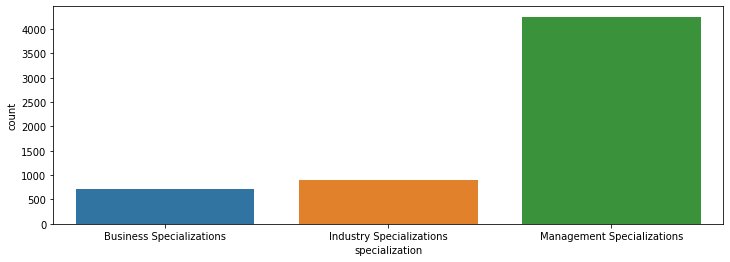 4000
3500
3000
2500
2000
1500
1000
500
0
count
Business Specializations
Industry Specializations
Management Specializations
specialization